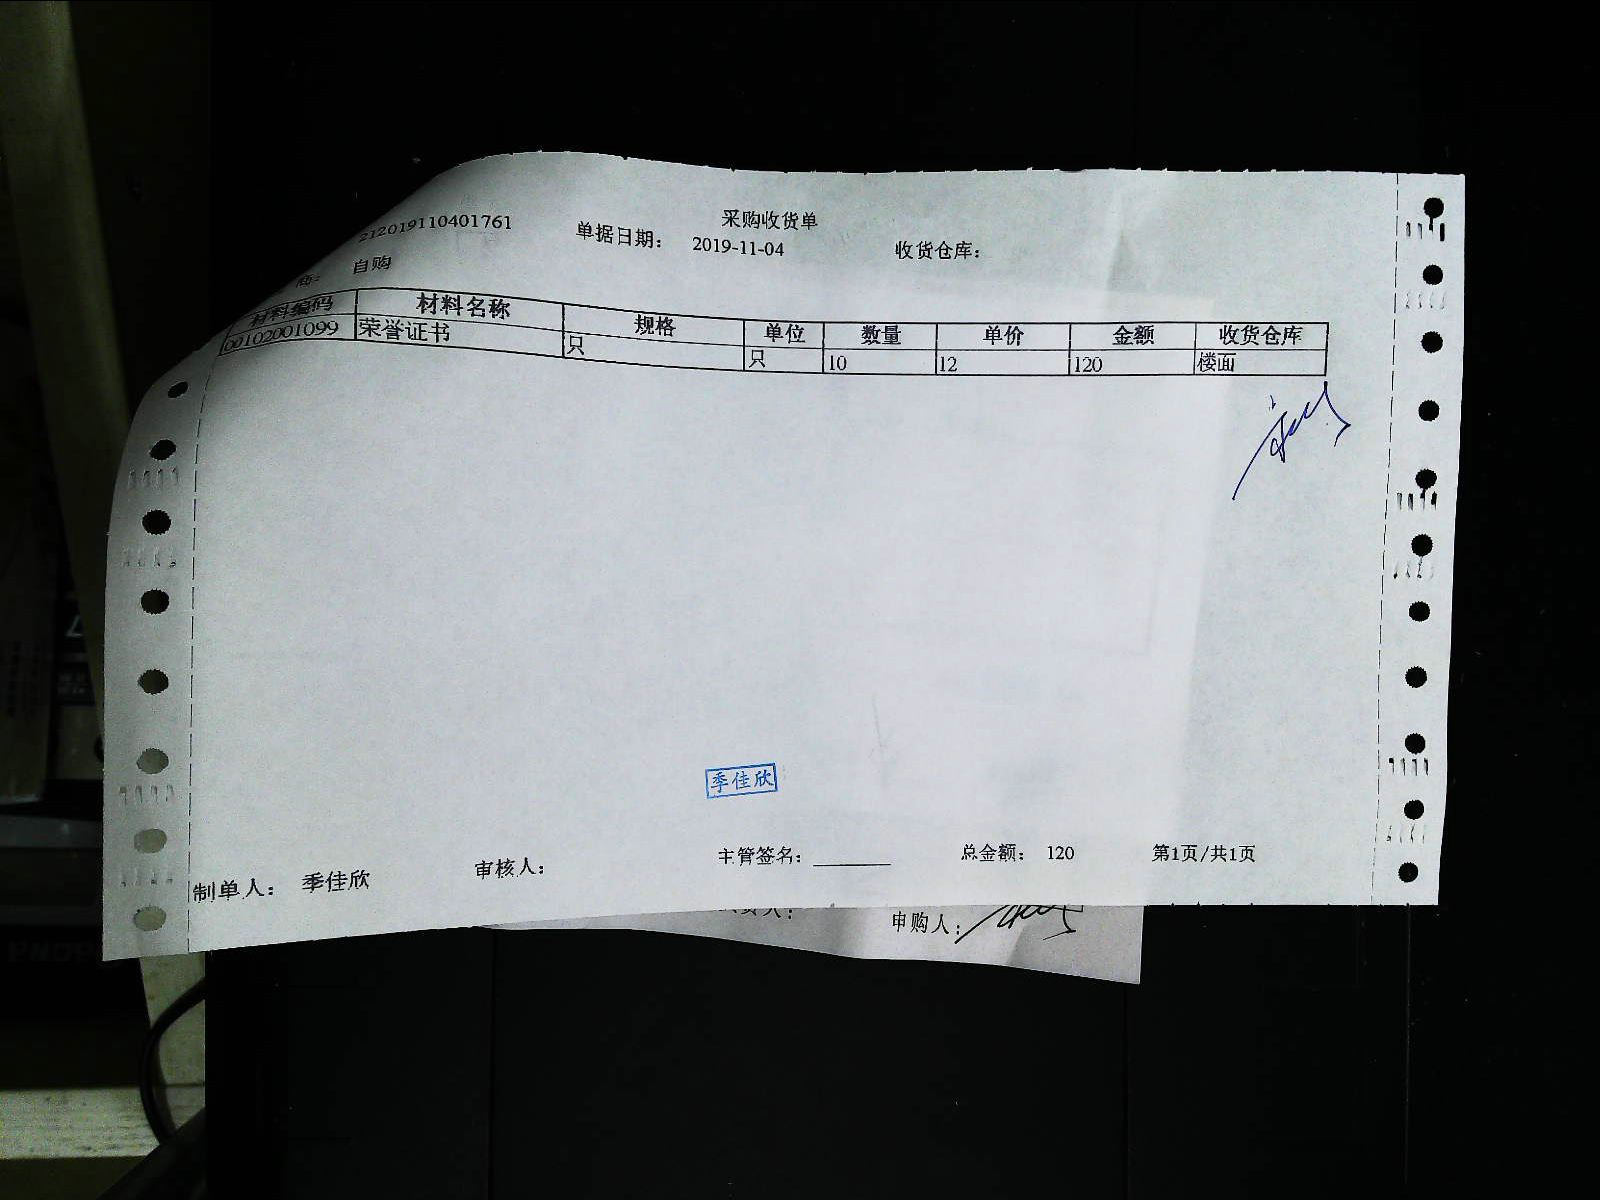 采购收货单
212019110401761 单据日期: 2019-11-04 收货仓库:
商: 自购
材料编码 材料名称 规格 单位 数量 单价 金额 收货仓库
00102001099 荣誉证书 只 只 10 12 120 楼面
季佳欣
制单人: 季佳欣 审核人: 主管签名: 总金额: 120 第1页/共1页
申购人: